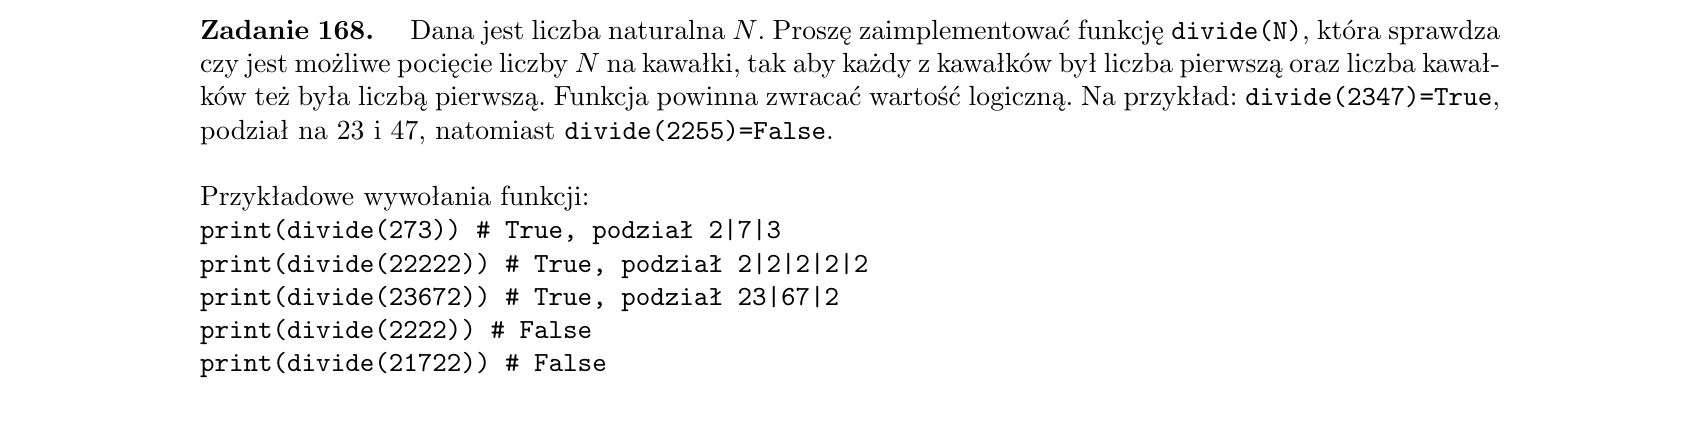 Zadanie 168. Dana jest liczba naturalna N. Proszę zaimplementować funkcję divide(N), która sprawdza
czy jest możliwe pocięcie liczby N na kawałki, tak aby każdy z kawałków był liczba pierwszą oraz liczba kawał-
ków też była liczbą pierwszą. Funkcja powinna zwracać wartość logiczną. Na przykład: divide(2347)=True,
podział na 23 i 47, natomiast divide(2255)=False.
Przykładowe wywołania funkcji:
print(divide(273)) # True, podział 2|7|3
print(divide(22222)) # True, podział 2|2|2|2|2
print(divide(23672)) # True, podział 23|67|2
print(divide(2222)) # False
print(divide(21722)) # False